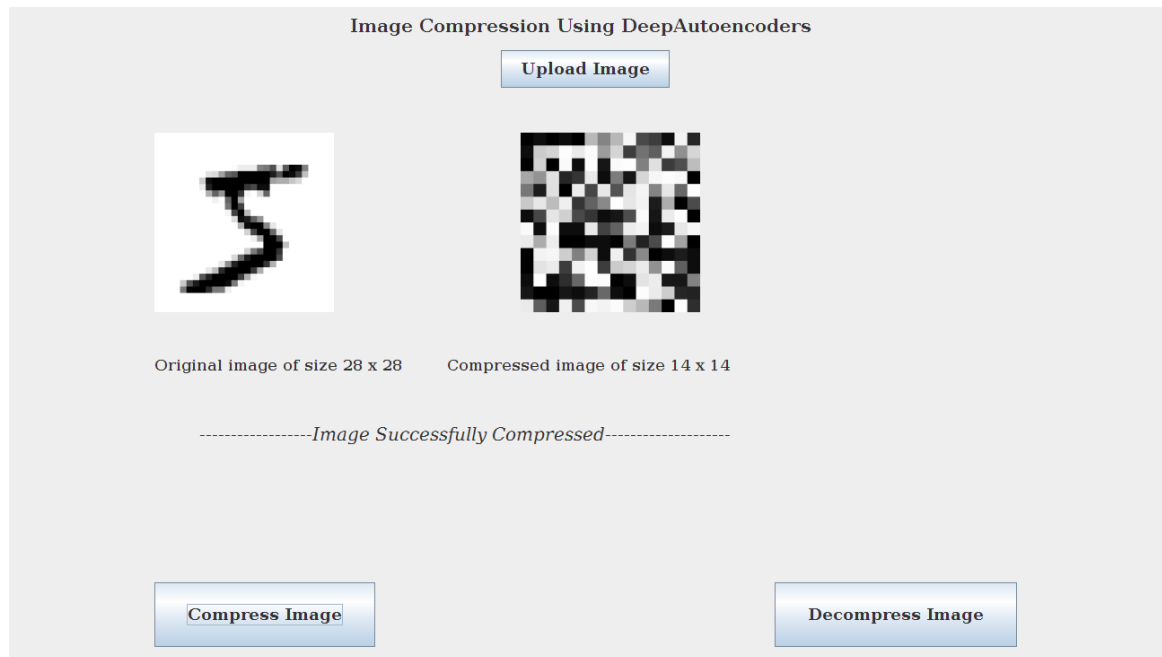 Image Compression Using DeepAutoencoders
Upload Image
5
Original image of size 28 x 28
Compressed image of size 14 x 14
-----------------Image Successfully Compressed-------------------
Compress Image
Decompress Image